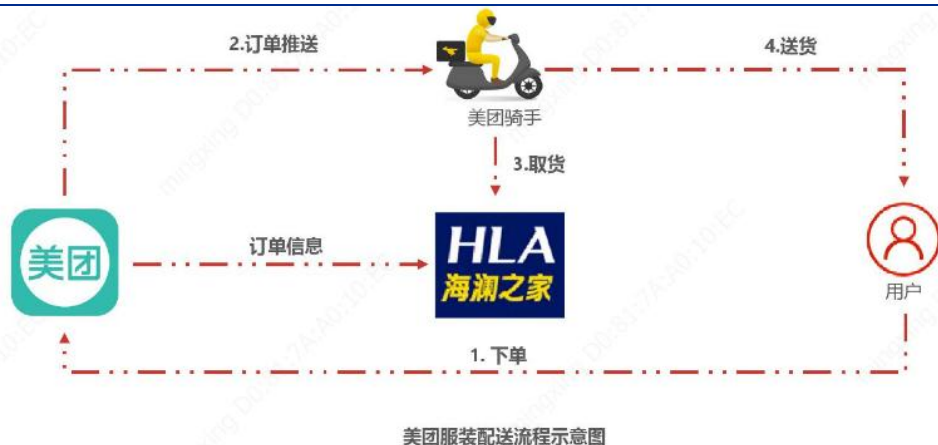 2.订单推送
4.送货
美团骑手
3.取货
美团
订单信息
HLA
海澜之家
用户
1. 下单
美团服装配送流程示意图